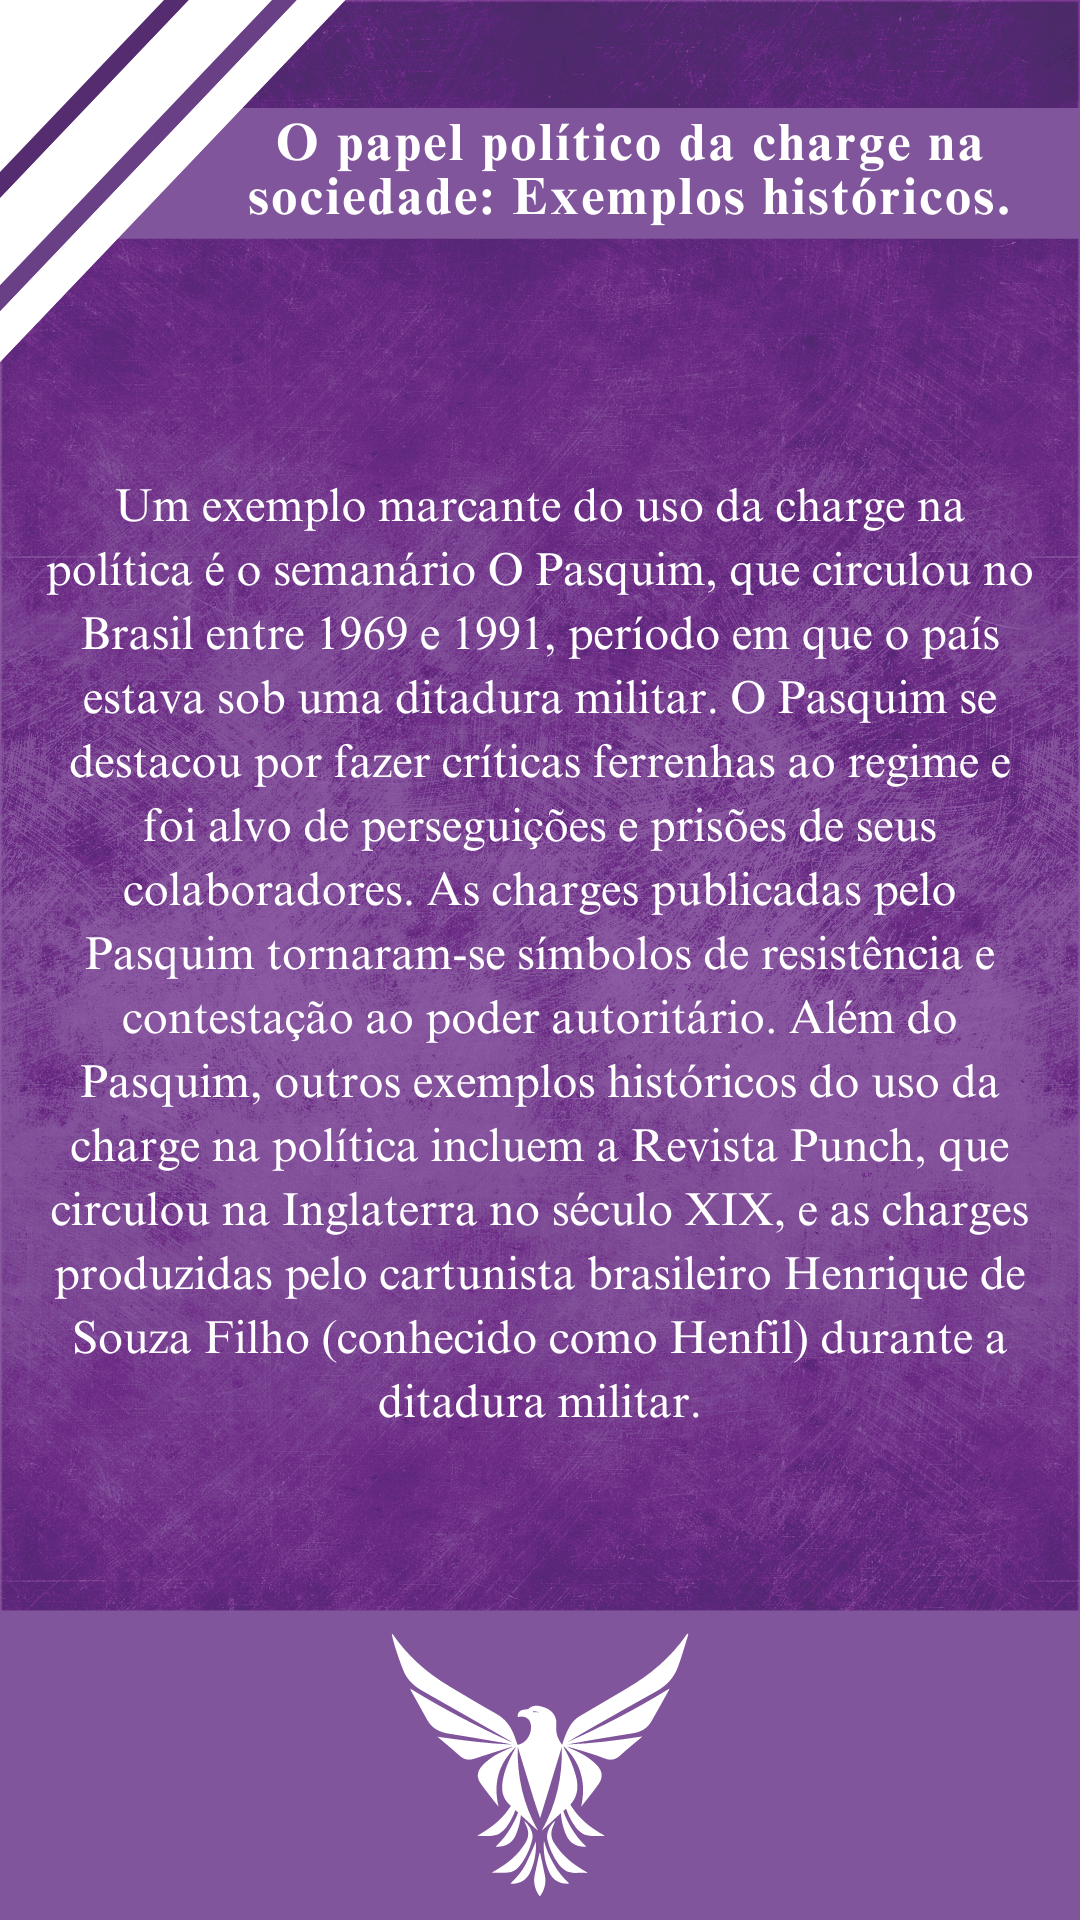 O papel político da charge na
sociedade: Exemplos históricos.
Um exemplo marcante do uso da charge na
política é o semanário O Pasquim, que circulou no
Brasil entre 1969 e 1991, período em que o país
estava sob uma ditadura militar. O Pasquim se
destacou por fazer críticas ferrenhas ao regime e
foi alvo de perseguições e prisões de seus
colaboradores. As charges publicadas pelo
Pasquim tornaram-se símbolos de resistência e
contestação ao poder autoritário. Além do
Pasquim, outros exemplos históricos do uso da
charge na política incluem a Revista Punch, que
circulou na Inglaterra no século XIX, e as charges
produzidas pelo cartunista brasileiro Henrique de
Souza Filho (conhecido como Henfil) durante a
ditadura militar.